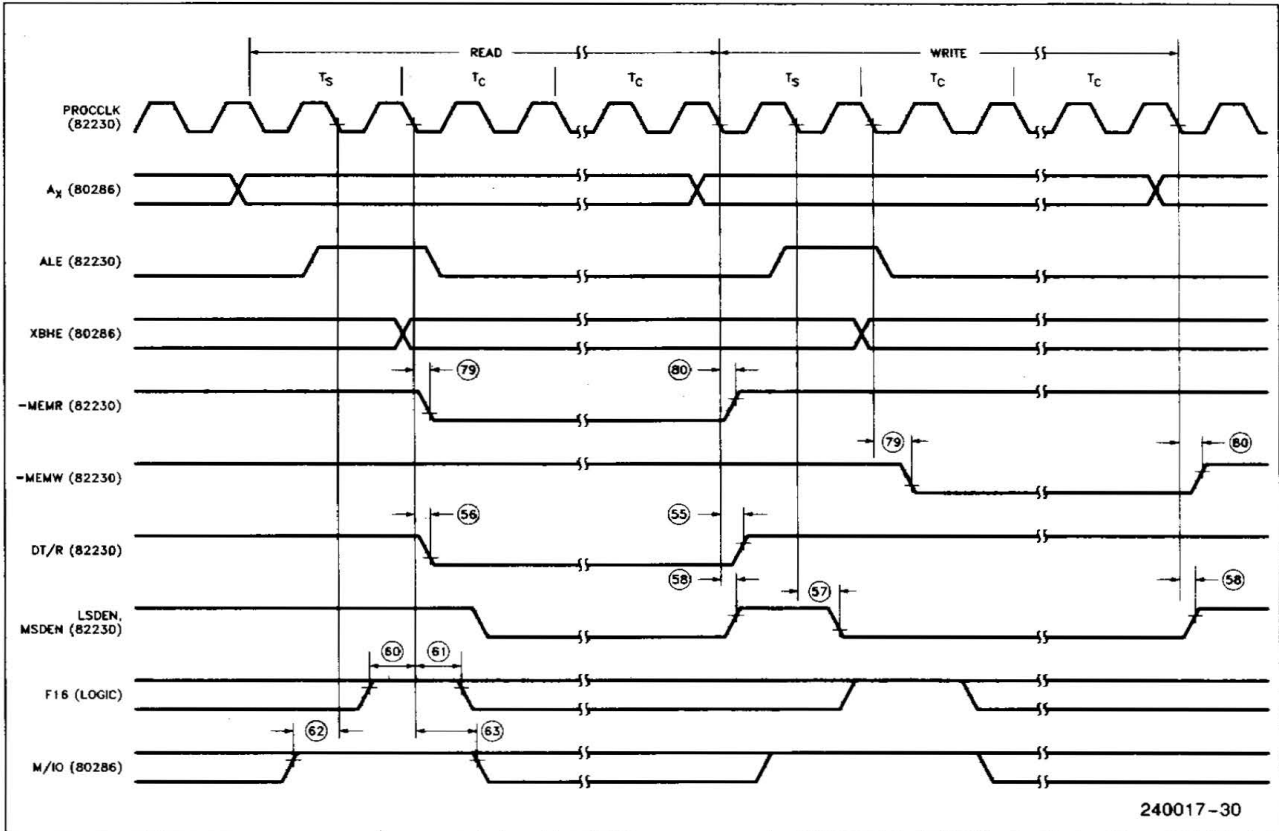 READ WRITE
TS TC TC TS TC TC
PROCCLK
(82230)
AX (80286)
ALE (82230)
XBHE (80286)
79 80
-MEMR (82230)
79 80
-MEMW (82230)
56 55
DT/R (82230)
58 57 58
LSDEN,
MSDEN (82230)
60 61
F16 (LOGIC)
62 63
M/IO (80286)
240017-30